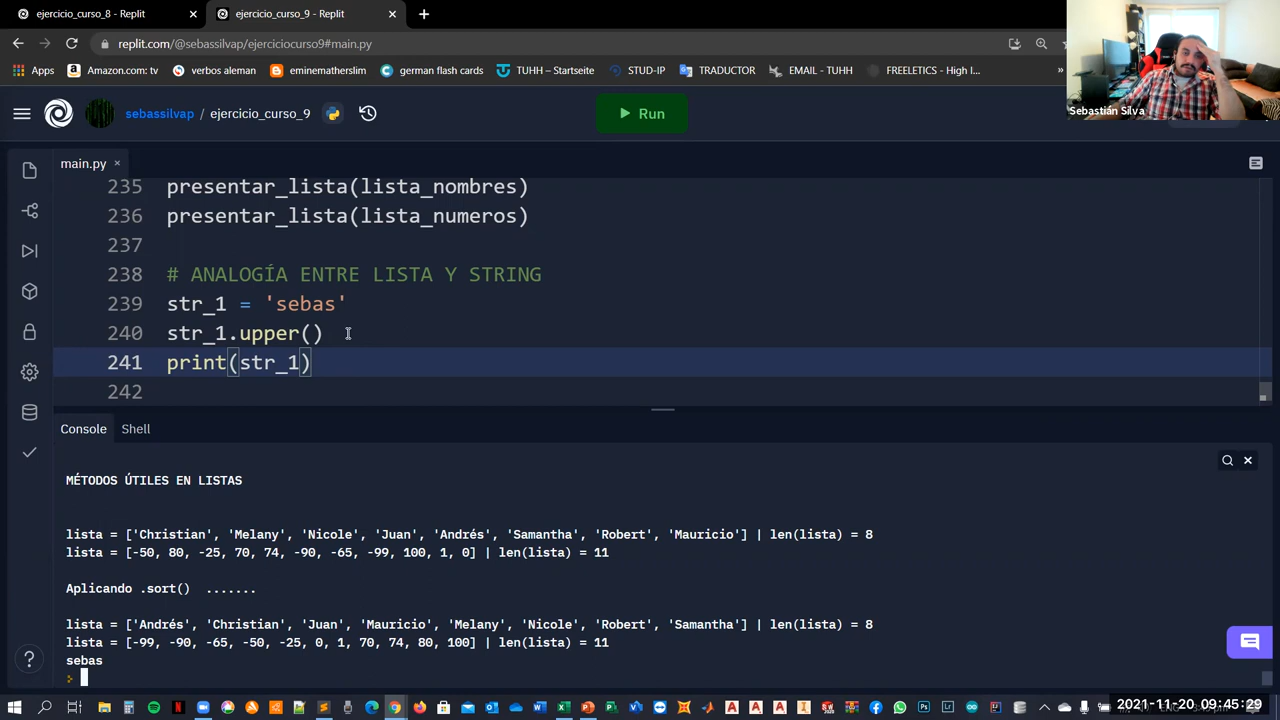 ejercicio_curso_8 - Replit
ejercicio_curso_9 - Replit
replit.com/@sebassilvap/ejerciciocurso9#main.py
Apps
Amazon.com: tv
verbos aleman
eminematherslim
germ
TUHH – Startseite
STUD-IP
TRADUCTOR
EMAIL - TUHH
FREELETICS - High I...
»
Sebastián Silva
sebassilvap / ejercicio_curso_9
Run
main.py
235 presentar_lista(lista_nombres)
236 presentar_lista(lista_numeros)
237
238 # ANALOGÍA ENTRE LISTA Y STRING
239 str_1 = 'sebas'
240 str_1.upper()
241 print(str_1)
242
Console Shell
MÉTODOS ÚTILES EN LISTAS
lista = ['Christian', 'Melany', 'Nicole', 'Juan', 'Andrés', 'Samantha', 'Robert', 'Mauricio'] | len(lista) = 8
lista = [-50, 80, -25, 70, 74, -90, -65, -99, 100, 1, 0] | len(lista) = 11
Aplicando .sort() .......
lista = ['Andrés', 'Christian', 'Juan', 'Mauricio', 'Melany', 'Nicole', 'Robert', 'Samantha'] | len(lista) = 8
lista = [-99, -90, -65, -50, -25, 0, 1, 70, 74, 80, 100] | len(lista) = 11
sebas
2021-11-20 09:45:29